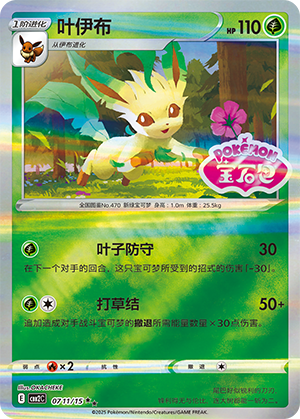 1阶进化
叶伊布
HP 110
从伊布进化
POKÉMON
宝石包
全国图鉴No.470 新绿宝可梦 身高：1.0m 体重：25.5kg
叶子防守 30
在下一个对手的回合，这只宝可梦所受到的招式的伤害「-30」。
打草结 50+
追加造成对手战斗宝可梦的撤退所需能量数量×30点伤害。
弱点 ×2 抗性 撤退
Illus. OKACHEKE
E CBB2C 07 11/15
©2025 Pokémon/Nintendo/Creatures/GAME FREAK.